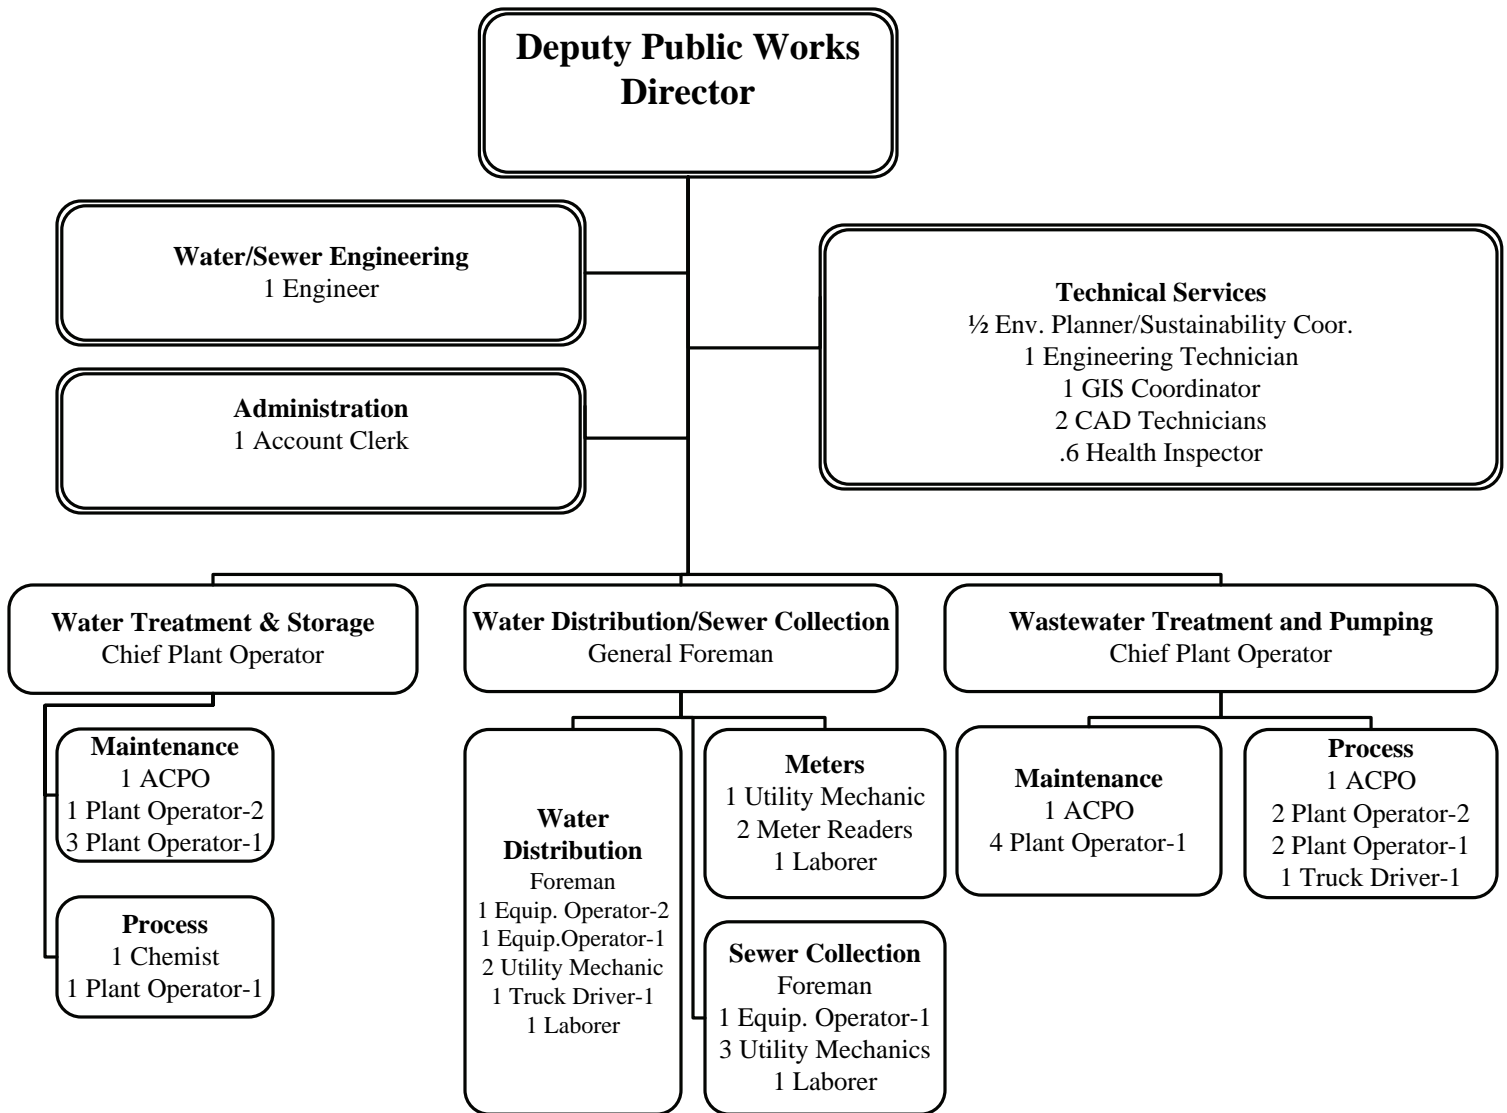 Deputy Public Works
Director
Water/Sewer Engineering
1 Engineer
Technical Services
½ Env. Planner/Sustainability Coor.
1 Engineering Technician
1 GIS Coordinator
2 CAD Technicians
.6 Health Inspector
Administration
1 Account Clerk
Water Treatment & Storage
Chief Plant Operator
Water Distribution/Sewer Collection
General Foreman
Wastewater Treatment and Pumping
Chief Plant Operator
Maintenance
1 ACPO
1 Plant Operator-2
3 Plant Operator-1
Process
1 Chemist
1 Plant Operator-1
Water
Distribution
Foreman
1 Equip. Operator-2
1 Equip.Operator-1
2 Utility Mechanic
1 Truck Driver-1
1 Laborer
Meters
1 Utility Mechanic
2 Meter Readers
1 Laborer
Sewer Collection
Foreman
1 Equip. Operator-1
3 Utility Mechanics
1 Laborer
Maintenance
1 ACPO
4 Plant Operator-1
Process
1 ACPO
2 Plant Operator-2
2 Plant Operator-1
1 Truck Driver-1